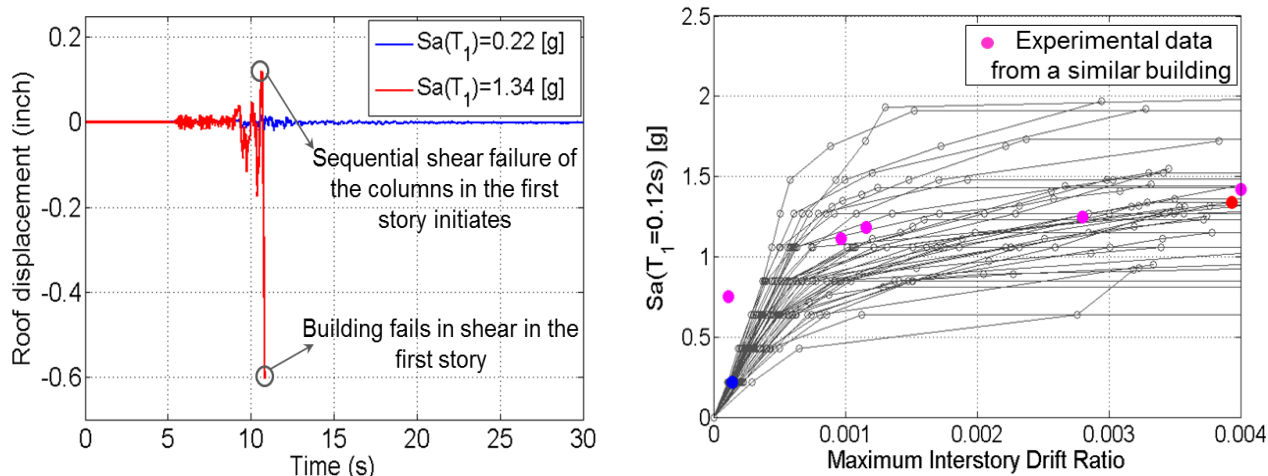 Roof displacement (inch)
0.2
0
-0.2
-0.4
-0.6
Sa(T1)=0.22 [g]
Sa(T1)=1.34 [g]
Sequential shear failure of
the columns in the first
story initiates
Building fails in shear in the
first story
0 5 10 15 20 25 30
Time (s)
Sa(T1=0.12s) [g]
2.5
2
1.5
1
0.5
0
Experimental data
from a similar building
0 0.001 0.002 0.003 0.004
Maximum Interstory Drift Ratio